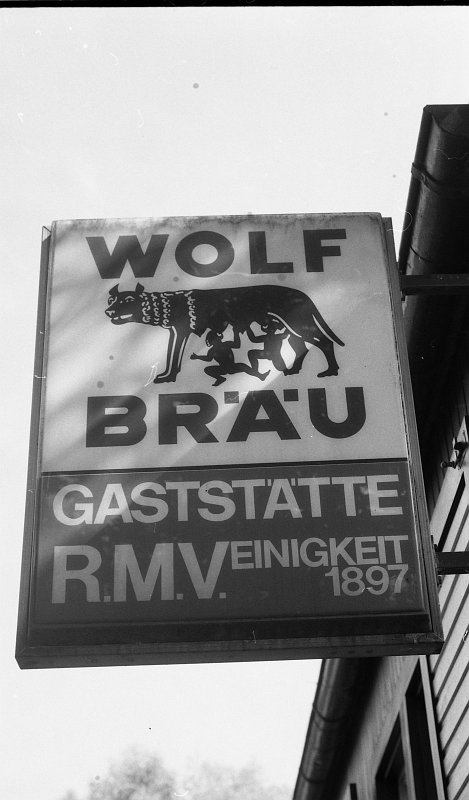 WOLF
BRÄU
GASTSTÄTTE
R.M.V. EINIGKEIT
1897